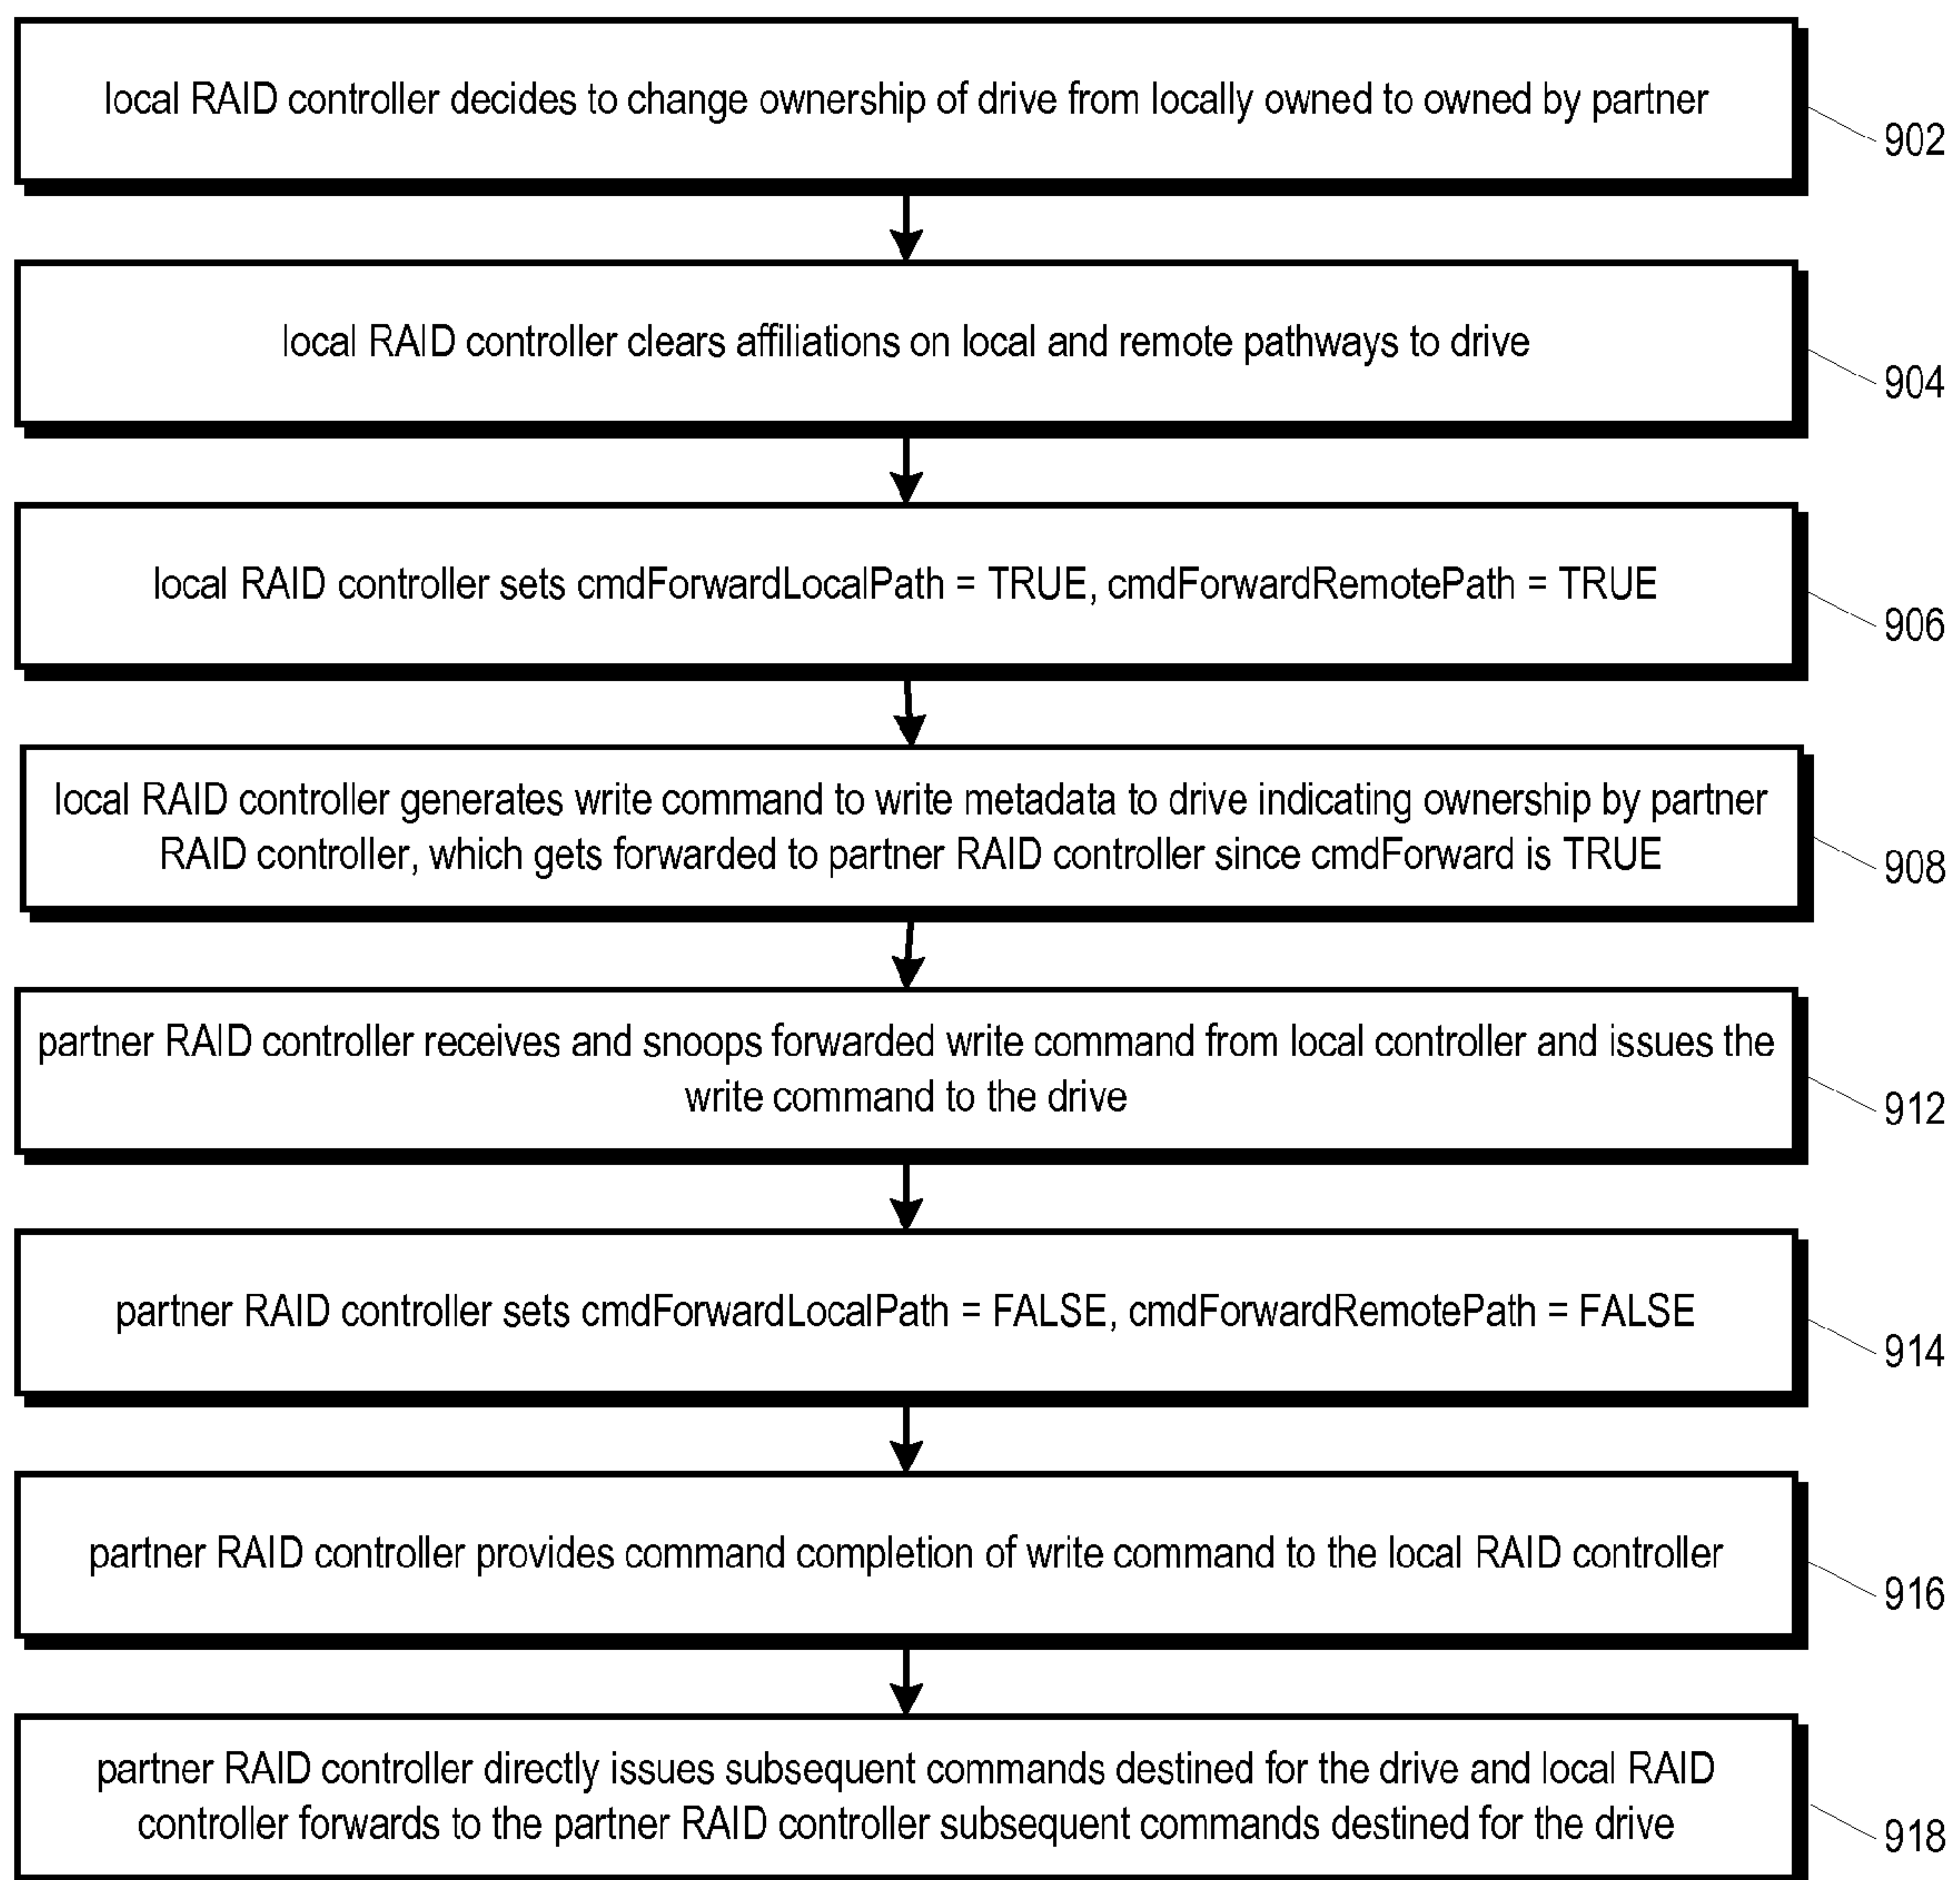 local RAID controller decides to change ownership of drive from locally owned to owned by partner
902
local RAID controller clears affiliations on local and remote pathways to drive
904
local RAID controller sets cmdForwardLocalPath = TRUE, cmdForwardRemotePath = TRUE
906
local RAID controller generates write command to write metadata to drive indicating ownership by partner
RAID controller, which gets forwarded to partner RAID controller since cmdForward is TRUE
908
partner RAID controller receives and snoops forwarded write command from local controller and issues the
write command to the drive
912
partner RAID controller sets cmdForwardLocalPath = FALSE, cmdForwardRemotePath = FALSE
914
partner RAID controller provides command completion of write command to the local RAID controller
916
partner RAID controller directly issues subsequent commands destined for the drive and local RAID
controller forwards to the partner RAID controller subsequent commands destined for the drive
918